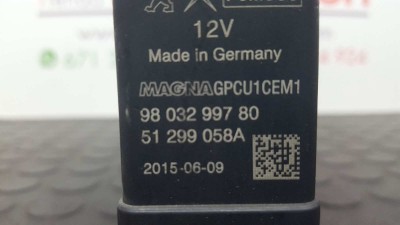 12V
Made in Germany
MAGNA GPCU1CEM1
98 032 997 80
51 299 058A
2015-06-09